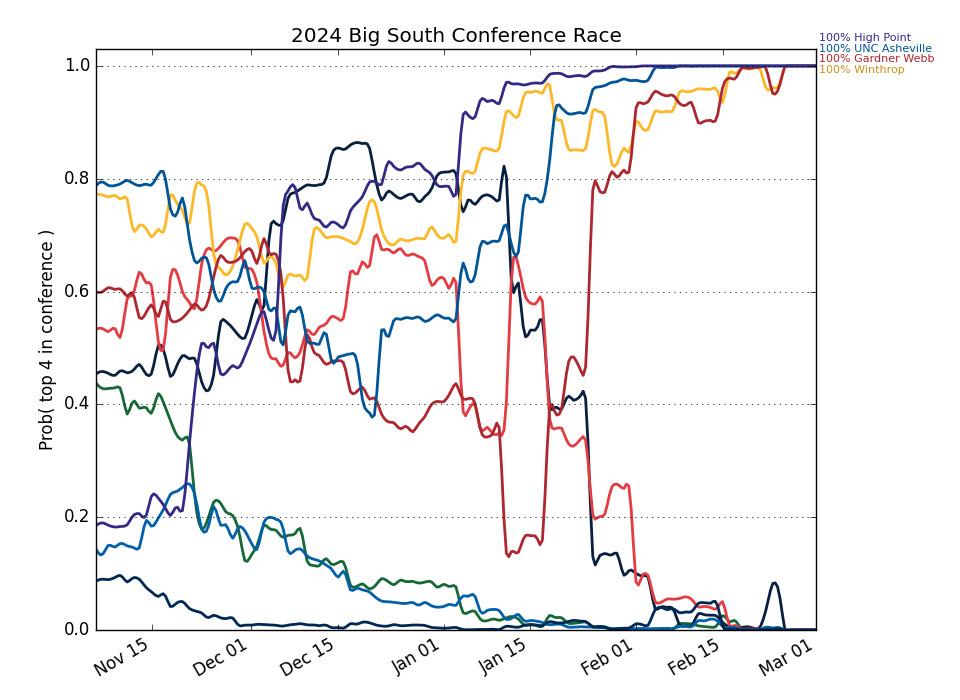 2024 Big South Conference Race
100% High Point
100% UNC Asheville
100% Gardner Webb
100% Winthrop
Prob( top 4 in conference )
1.0
0.8
0.6
0.4
0.2
0.0
Nov 15
Dec 01
Dec 15
Jan 01
Jan 15
Feb 01
Feb 15
Mar 01